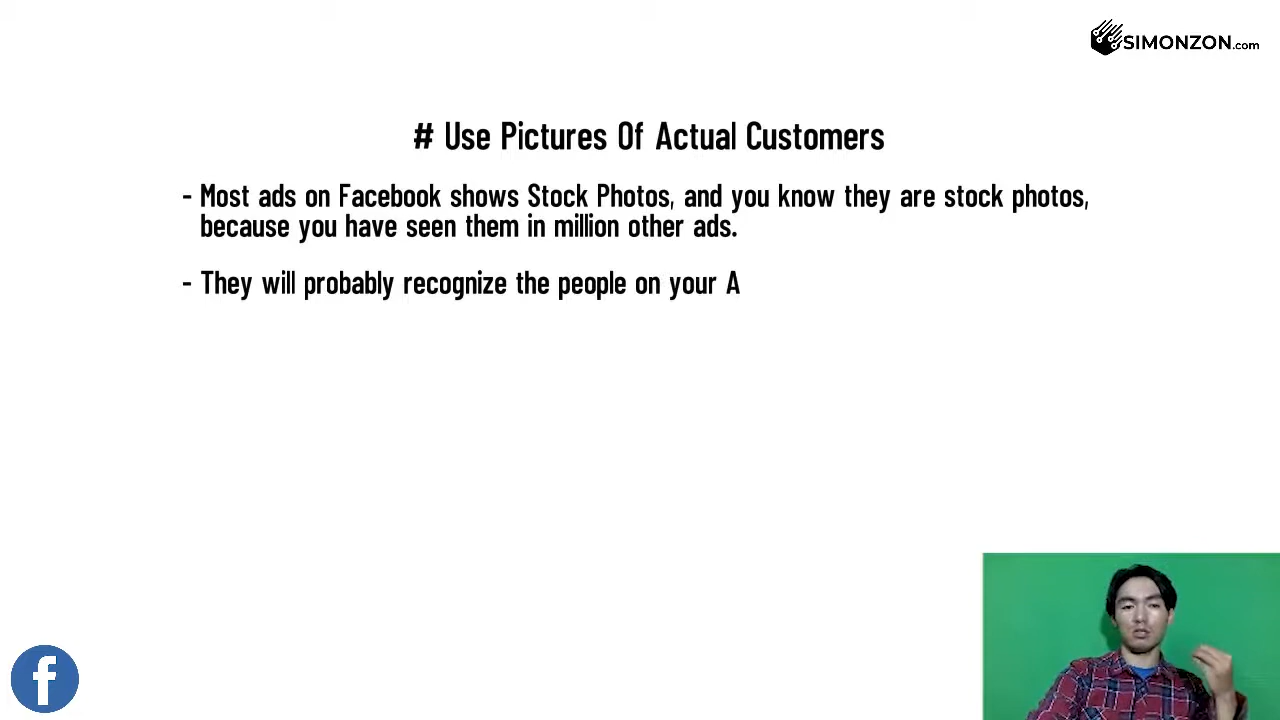 SIMONZON.com
# Use Pictures Of Actual Customers
- Most ads on Facebook shows Stock Photos, and you know they are stock photos,
because you have seen them in million other ads.
- They will probably recognize the people on your A
f